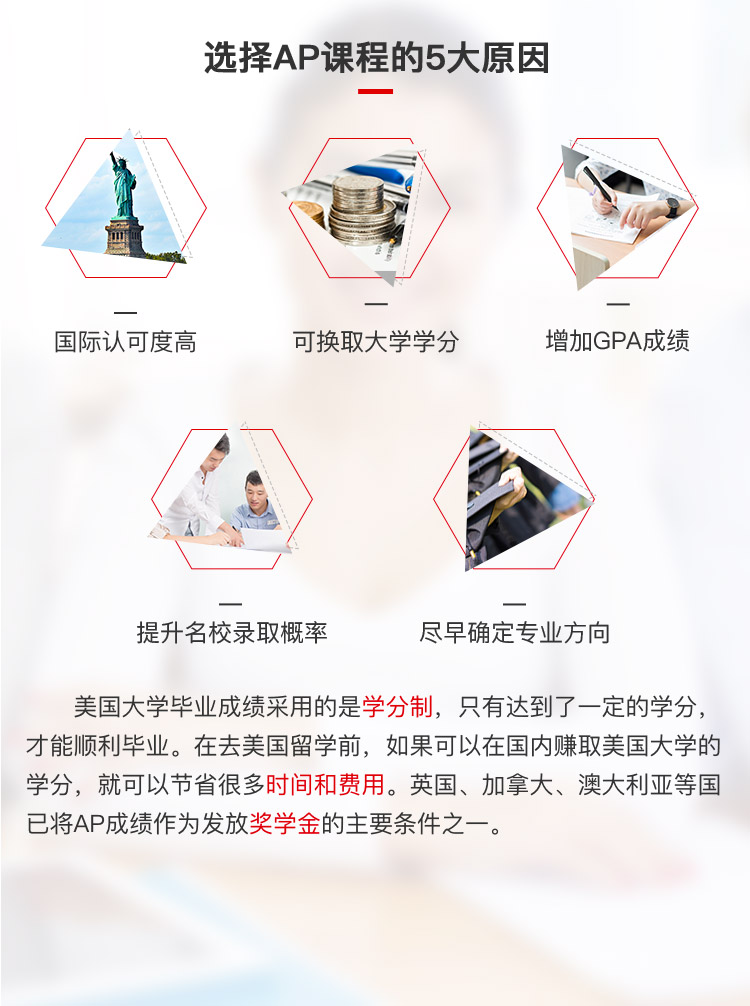 选择AP课程的5大原因
国际认可度高
可换取大学学分
增加GPA成绩
提升名校录取概率
尽早确定专业方向
美国大学毕业成绩采用的是学分制，只有达到了一定的学分，
才能顺利毕业。在去美国留学前，如果可以在国内赚取美国大学的
学分，就可以节省很多时间和费用。英国、加拿大、澳大利亚等国
已将AP成绩作为发放奖学金的主要条件之一。